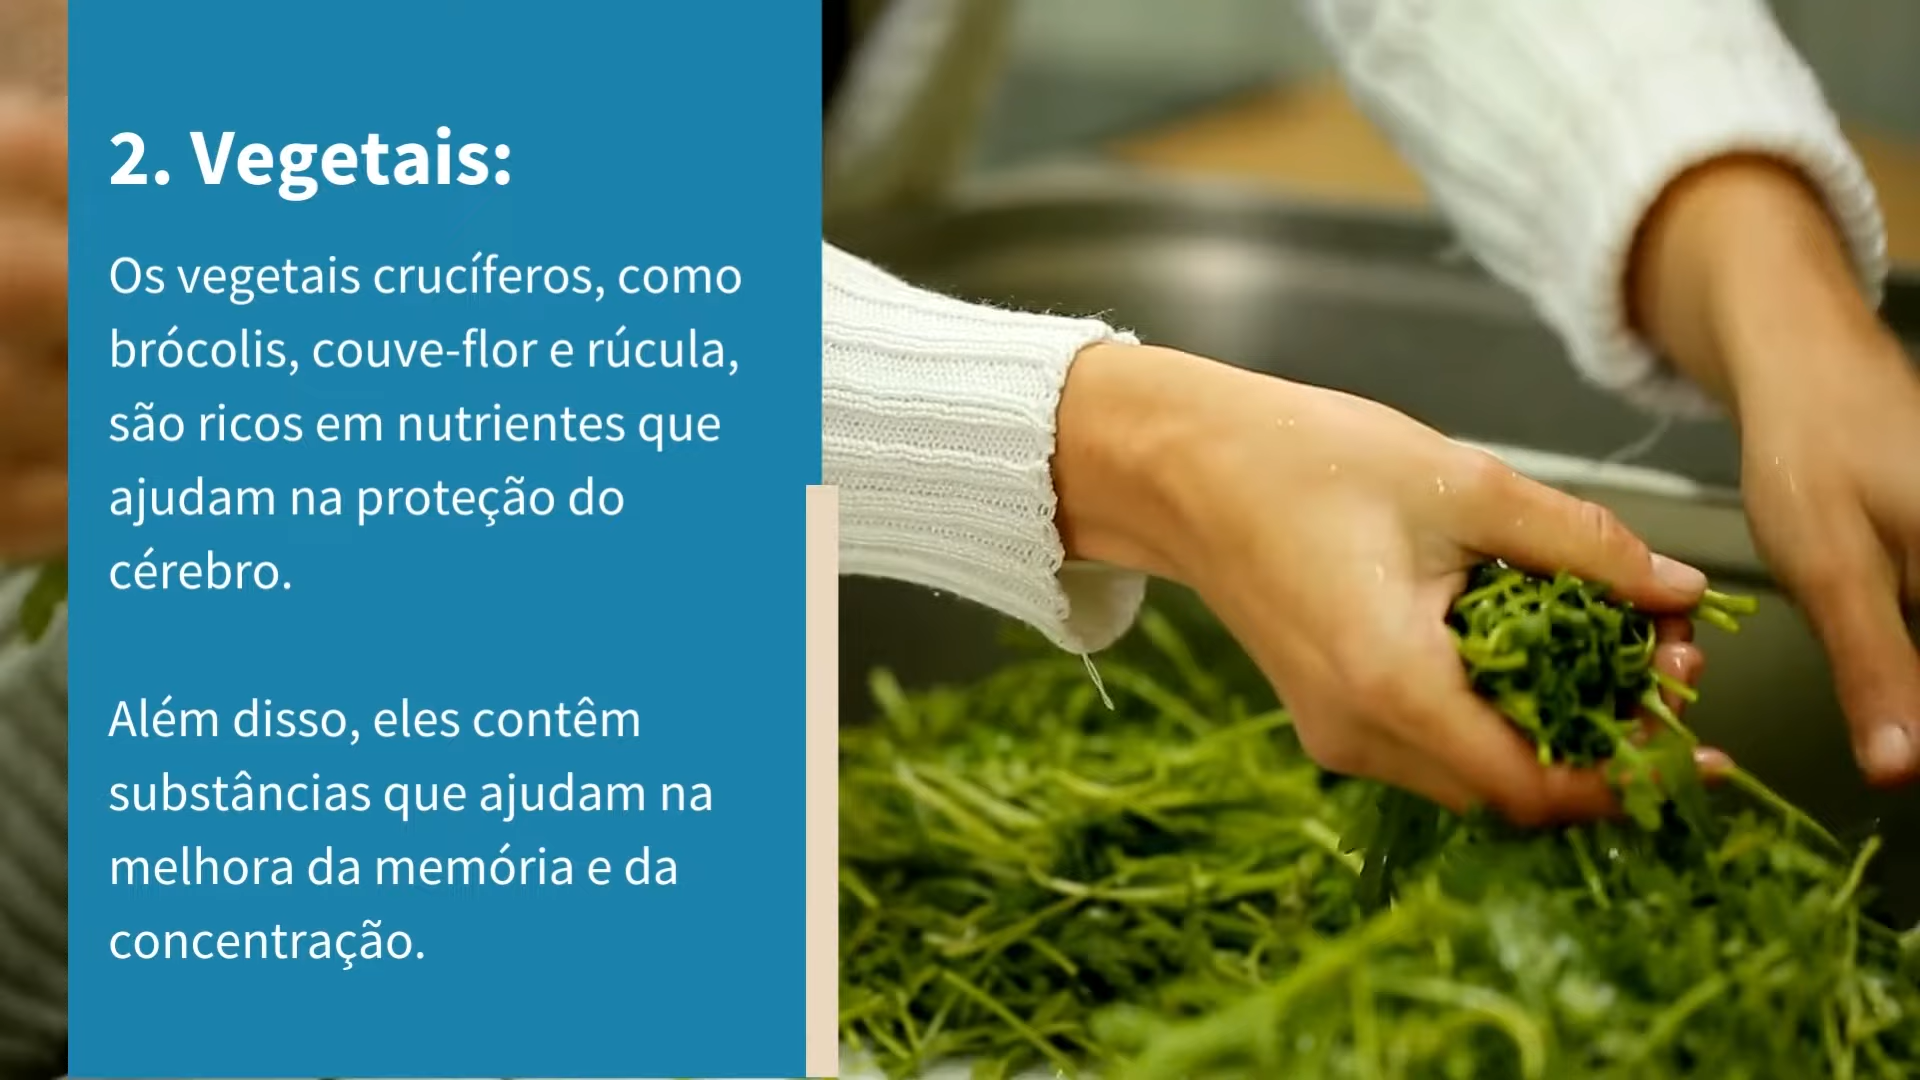 2. Vegetais:
Os vegetais crucíferos, como
brócolis, couve-flor e rúcula,
são ricos em nutrientes que
ajudam na proteção do
cérebro.
Além disso, eles contêm
substâncias que ajudam na
melhora da memória e da
concentração.